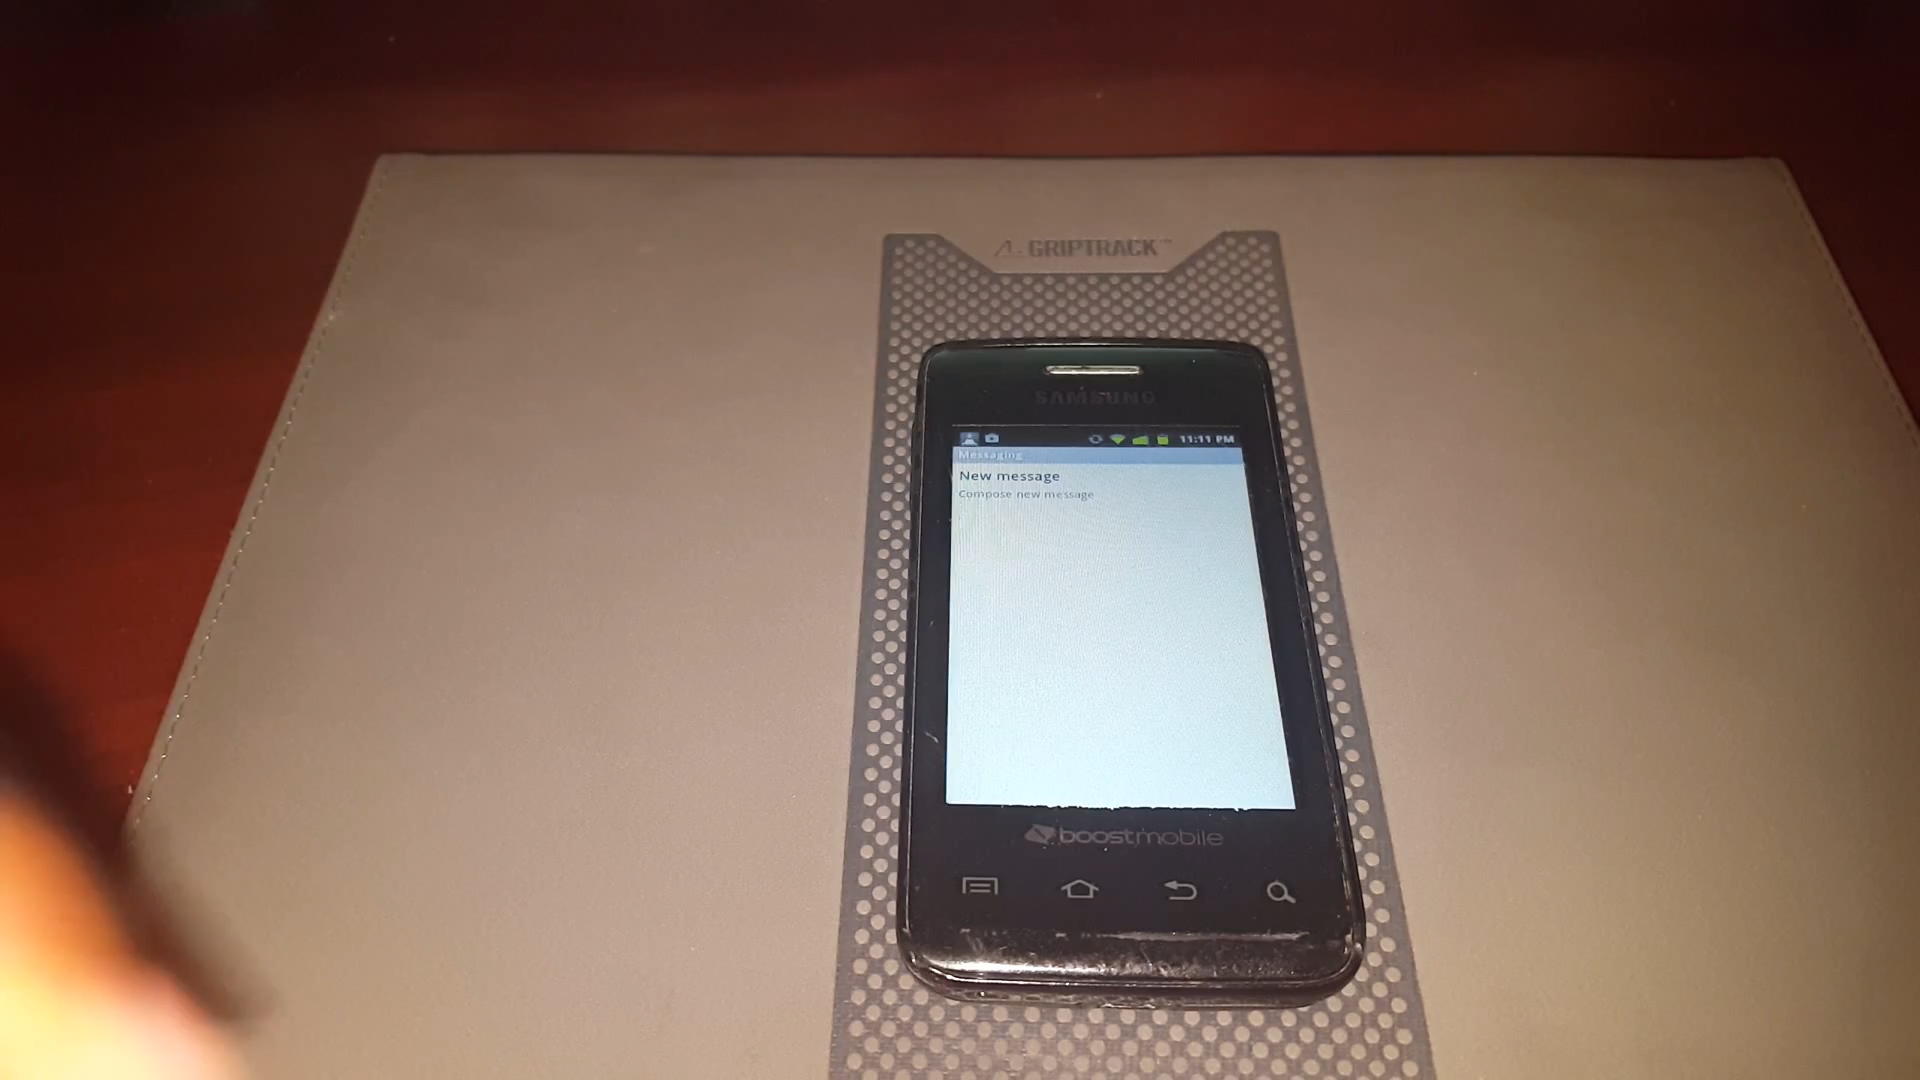 GRIPTRACK™
SAMSUNG
11:11 PM
Messaging
New message
Compose new message
boostmobile